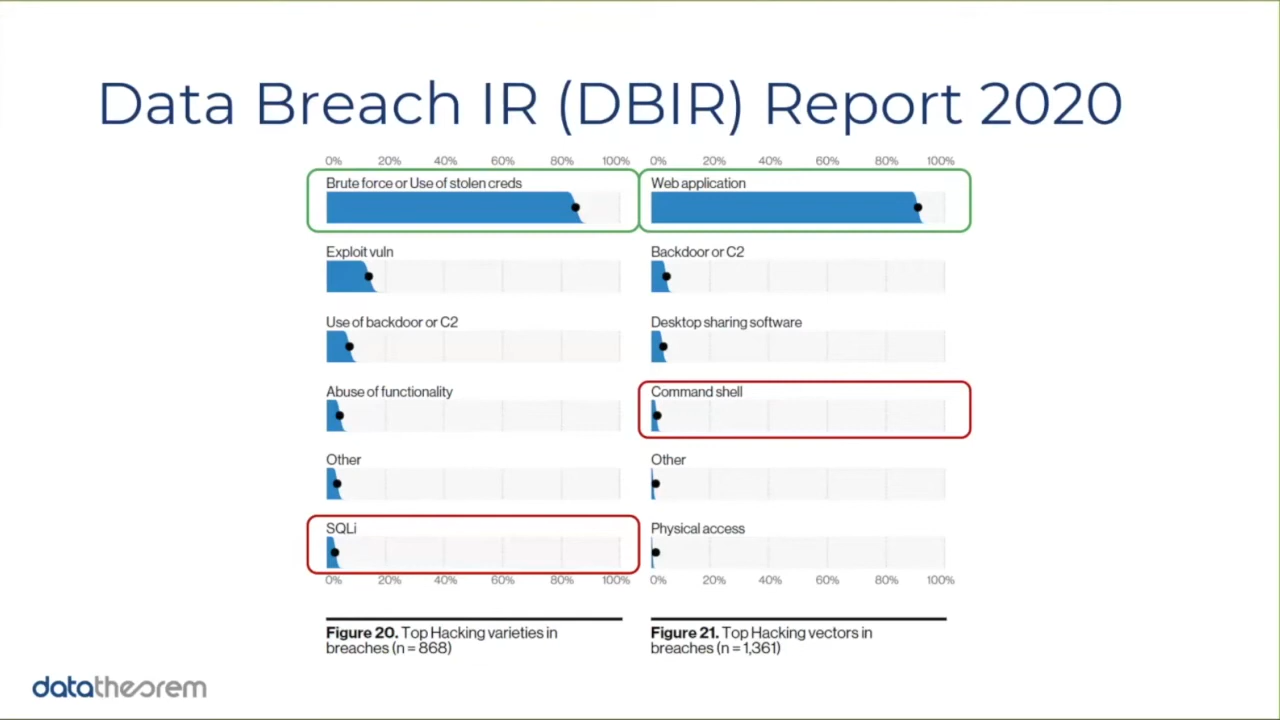 Data Breach IR (DBIR) Report 2020
0% 20% 40% 60% 80% 100%
Brute force or Use of stolen creds
Exploit vuln
Use of backdoor or C2
Abuse of functionality
Other
SQLi
0% 20% 40% 60% 80% 100%
Figure 20. Top Hacking varieties in
breaches (n = 868)
0% 20% 40% 60% 80% 100%
Web application
Backdoor or C2
Desktop sharing software
Command shell
Other
Physical access
0% 20% 40% 60% 80% 100%
Figure 21. Top Hacking vectors in
breaches (n = 1,361)
datatheorem